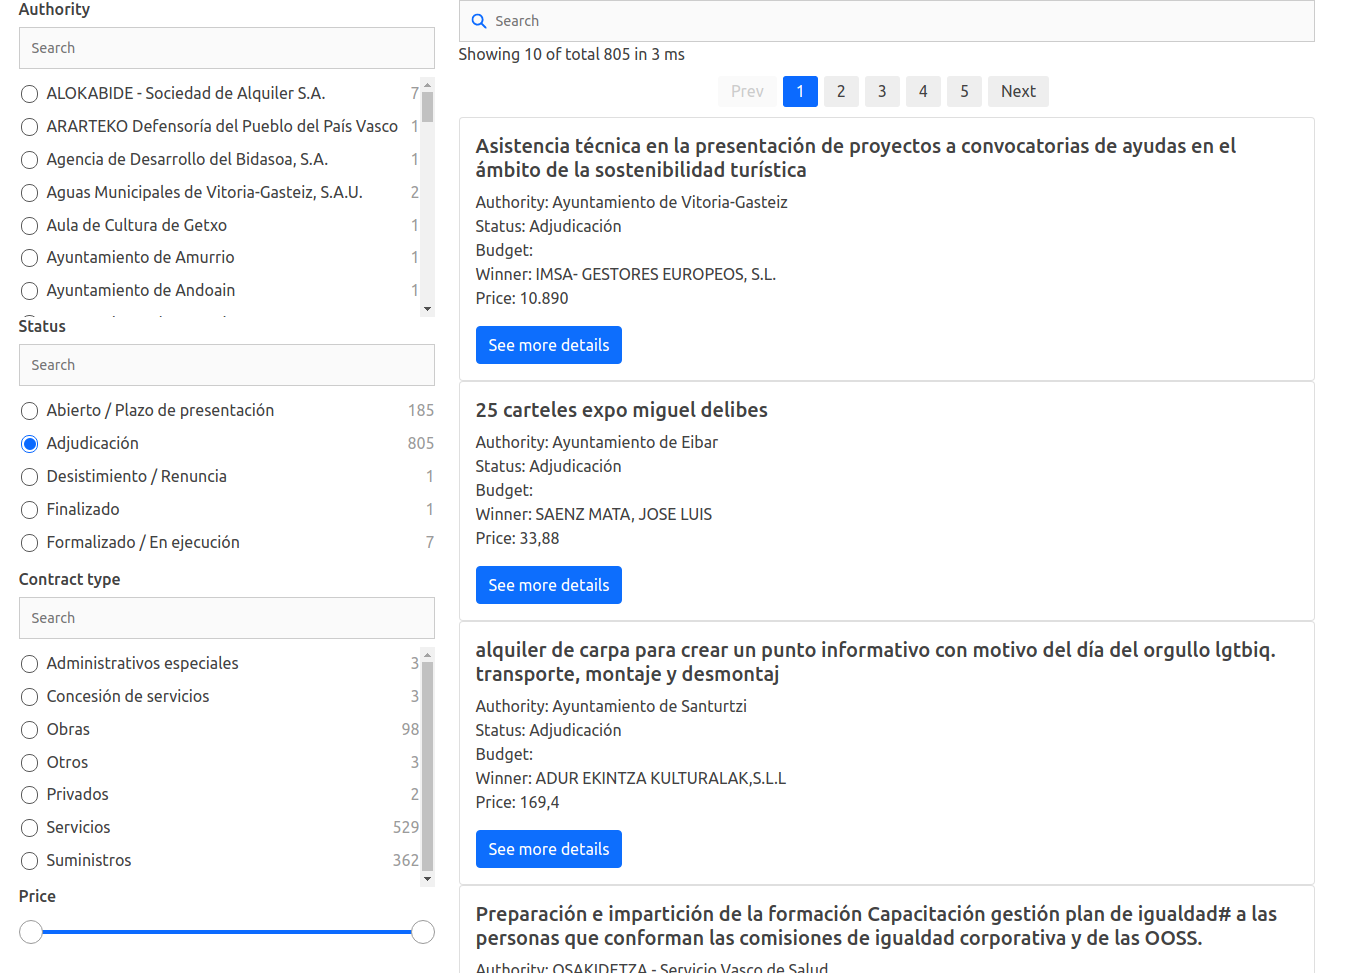 Authority
Search
ALOKABIDE - Sociedad de Alquiler S.A. 7
ARARTEKO Defensoría del Pueblo del País Vasco 1
Agencia de Desarrollo del Bidasoa, S.A. 1
Aguas Municipales de Vitoria-Gasteiz, S.A.U. 2
Aula de Cultura de Getxo 1
Ayuntamiento de Amurrio 1
Ayuntamiento de Andoain 1
Status
Search
Abierto / Plazo de presentación 185
Adjudicación 805
Desistimiento / Renuncia 1
Finalizado 1
Formalizado / En ejecución 7
Contract type
Search
Administrativos especiales 3
Concesión de servicios 3
Obras 98
Otros 3
Privados 2
Servicios 529
Suministros 362
Price
Search
Showing 10 of total 805 in 3 ms
Prev 1 2 3 4 5 Next
Asistencia técnica en la presentación de proyectos a convocatorias de ayudas en el
ámbito de la sostenibilidad turística
Authority: Ayuntamiento de Vitoria-Gasteiz
Status: Adjudicación
Budget:
Winner: IMSA- GESTORES EUROPEOS, S.L.
Price: 10.890
See more details
25 carteles expo miguel delibes
Authority: Ayuntamiento de Eibar
Status: Adjudicación
Budget:
Winner: SAENZ MATA, JOSE LUIS
Price: 33,88
See more details
alquiler de carpa para crear un punto informativo con motivo del día del orgullo lgtbiq.
transporte, montaje y desmontaj
Authority: Ayuntamiento de Santurtzi
Status: Adjudicación
Budget:
Winner: ADUR EKINTZA KULTURALAK,S.L.L
Price: 169,4
See more details
Preparación e impartición de la formación Capacitación gestión plan de igualdad# a las
personas que conforman las comisiones de igualdad corporativa y de las OOSS.
Authority: OSAKIDETZA - Servicio Vasco de Salud